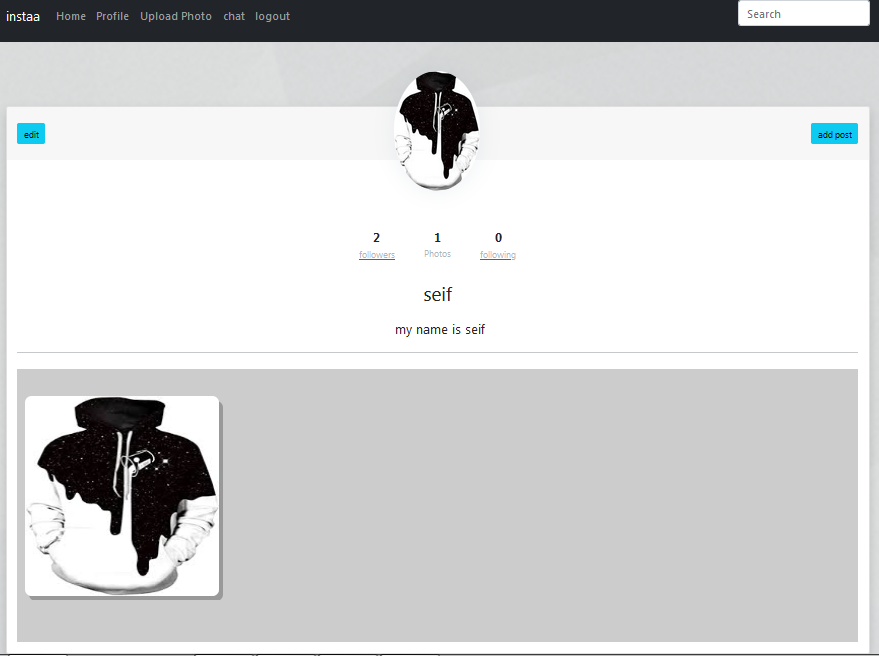 instaa Home Profile Upload Photo chat logout Search
edit add post
2 1 0
followers Photos following
seif
my name is seif